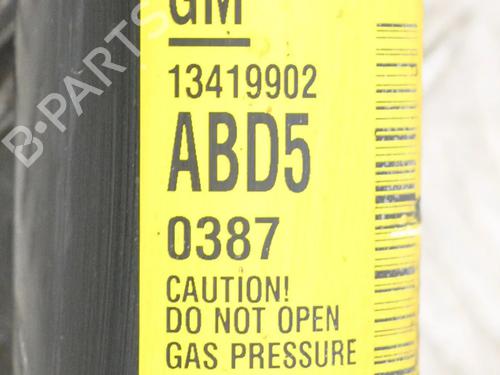 GM
13419902
ABD5
0387
CAUTION!
DO NOT OPEN
GAS PRESSURE
B-PARTS